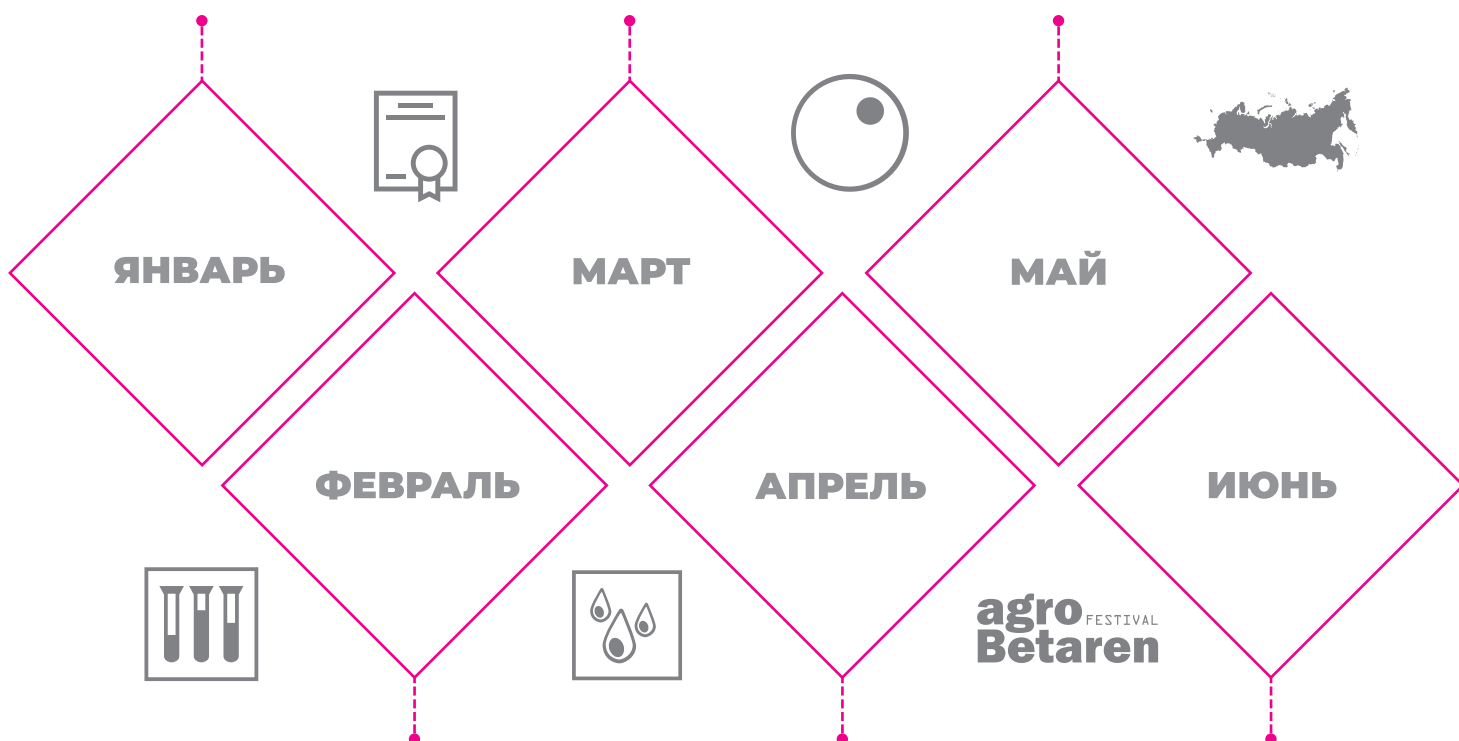 ЯНВАРЬ
МАРТ
МАЙ
ФЕВРАЛЬ
АПРЕЛЬ
ИЮНЬ
agro FESTIVAL
Betaren